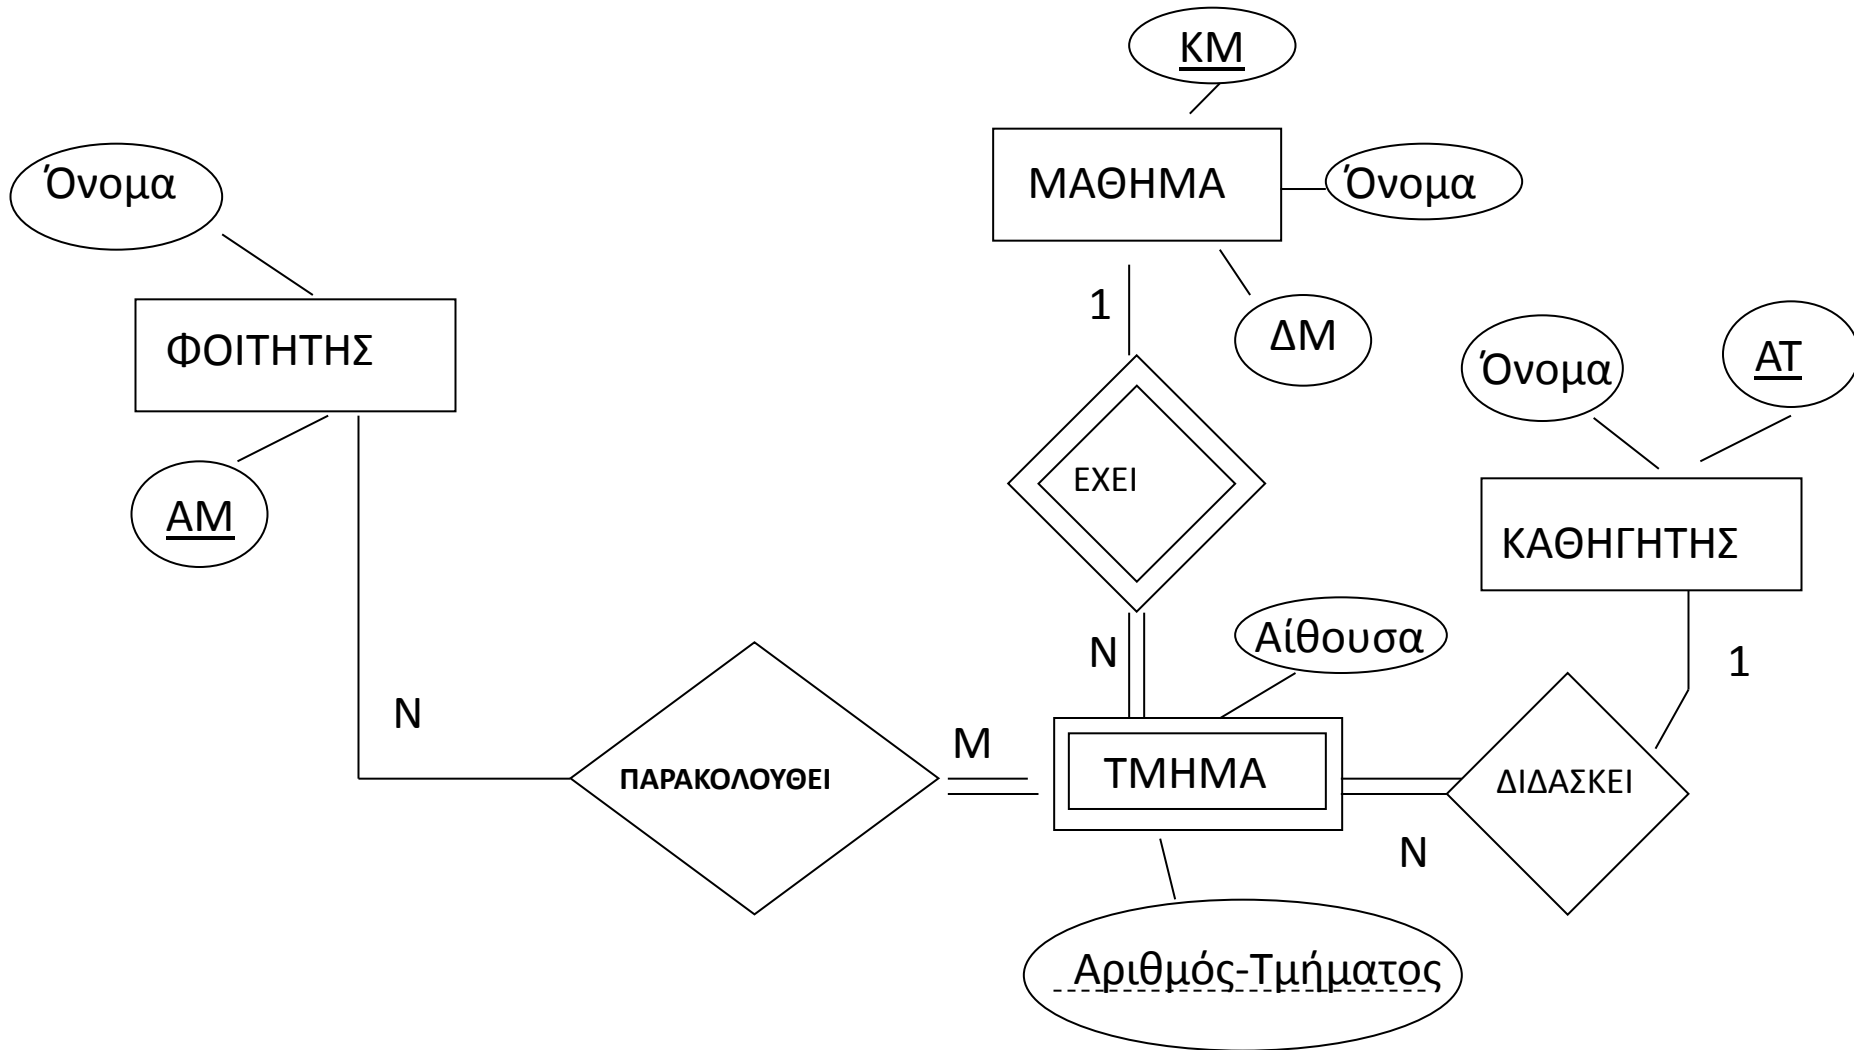 ΚΜ
ΜΑΘΗΜΑ
Όνομα
Όνομα
1
ΔΜ
ΦΟΙΤΗΤΗΣ
Όνομα
ΑΤ
ΕΧΕΙ
ΑΜ
ΚΑΘΗΓΗΤΗΣ
Ν
Αίθουσα
1
Ν
Μ
ΠΑΡΑΚΟΛΟΥΘΕΙ
ΤΜΗΜΑ
ΔΙΔΑΣΚΕΙ
Ν
Αριθμός-Τμήματος